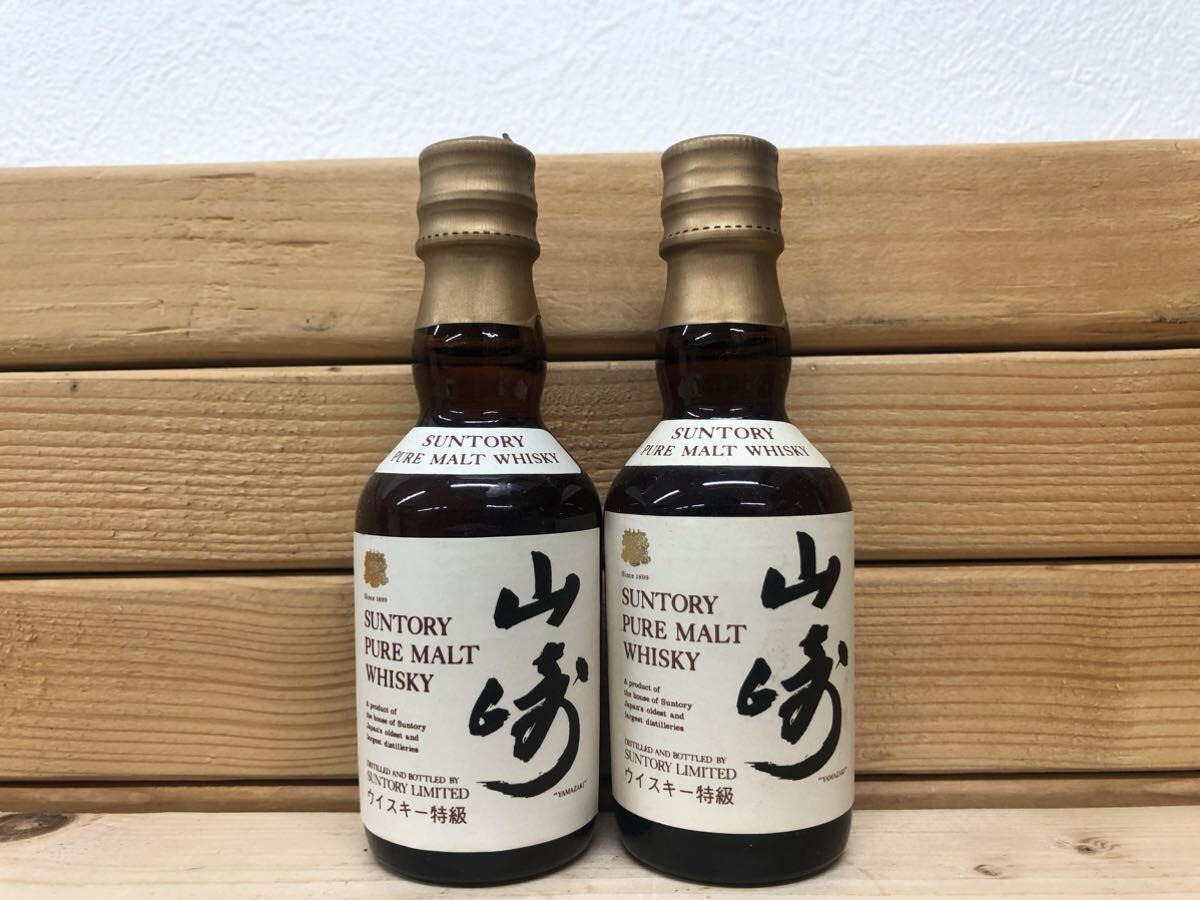 SUNTORY
PURE MALT WHISKY
Since 1899
SUNTORY
PURE MALT
WHISKY
A product of
the house of Suntory
Japan's oldest and
largest distilleries
DISTILLED AND BOTTLED BY
SUNTORY LIMITED
ウイスキー特級
山崎
"YAMAZAKI"
SUNTORY
PURE MALT WHISKY
Since 1899
SUNTORY
PURE MALT
WHISKY
A product of
the house of Suntory
Japan's oldest and
largest distilleries
DISTILLED AND BOTTLED BY
SUNTORY LIMITED
ウイスキー特級
山崎
"YAMAZAKI"